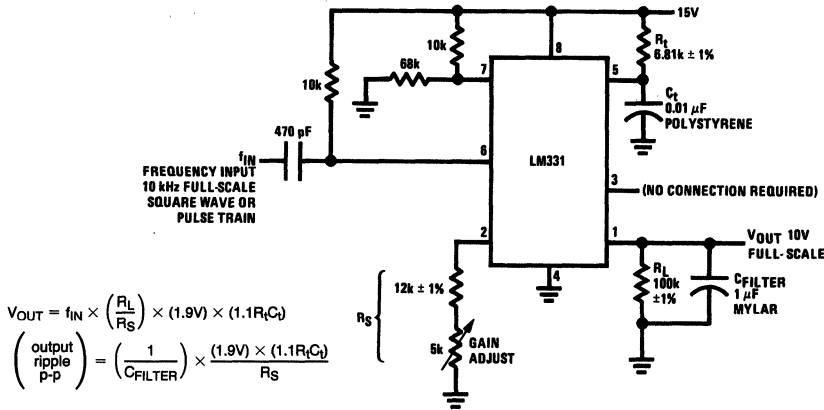 15V
10k
8
Rt
6.81k ± 1%
68k
7
5
10k
Ct
0.01 µF
POLYSTYRENE
470 pF
fIN
6
LM331
FREQUENCY INPUT
10 kHz FULL-SCALE
SQUARE WAVE OR
PULSE TRAIN
3
(NO CONNECTION REQUIRED)
2
1
VOUT 10V
FULL-SCALE
4
12k ± 1%
RL
100k
±1%
CFILTER
1 µF
MYLAR
RS
5k
GAIN
ADJUST
VOUT = fIN × (RL/RS) × (1.9V) × (1.1RtCt)
(output ripple p-p) = (1/CFILTER) × (1.9V) × (1.1RtCt)/RS